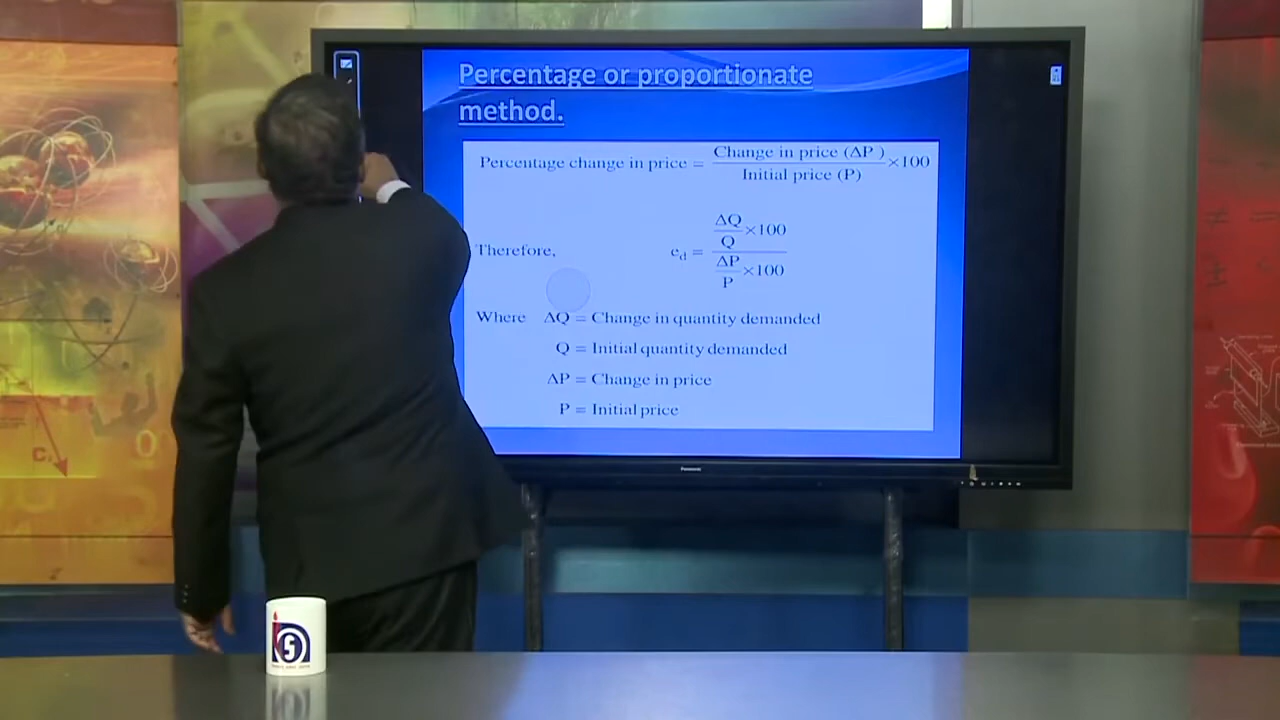 Percentage or proportionate
method.
Percentage change in price = Change in price (ΔP ) / Initial price (P) ×100
Therefore, e_d = (ΔQ/Q ×100) / (ΔP/P ×100)
Where ΔQ = Change in quantity demanded
Q = Initial quantity demanded
ΔP = Change in price
P = Initial price
Panasonic
C
0